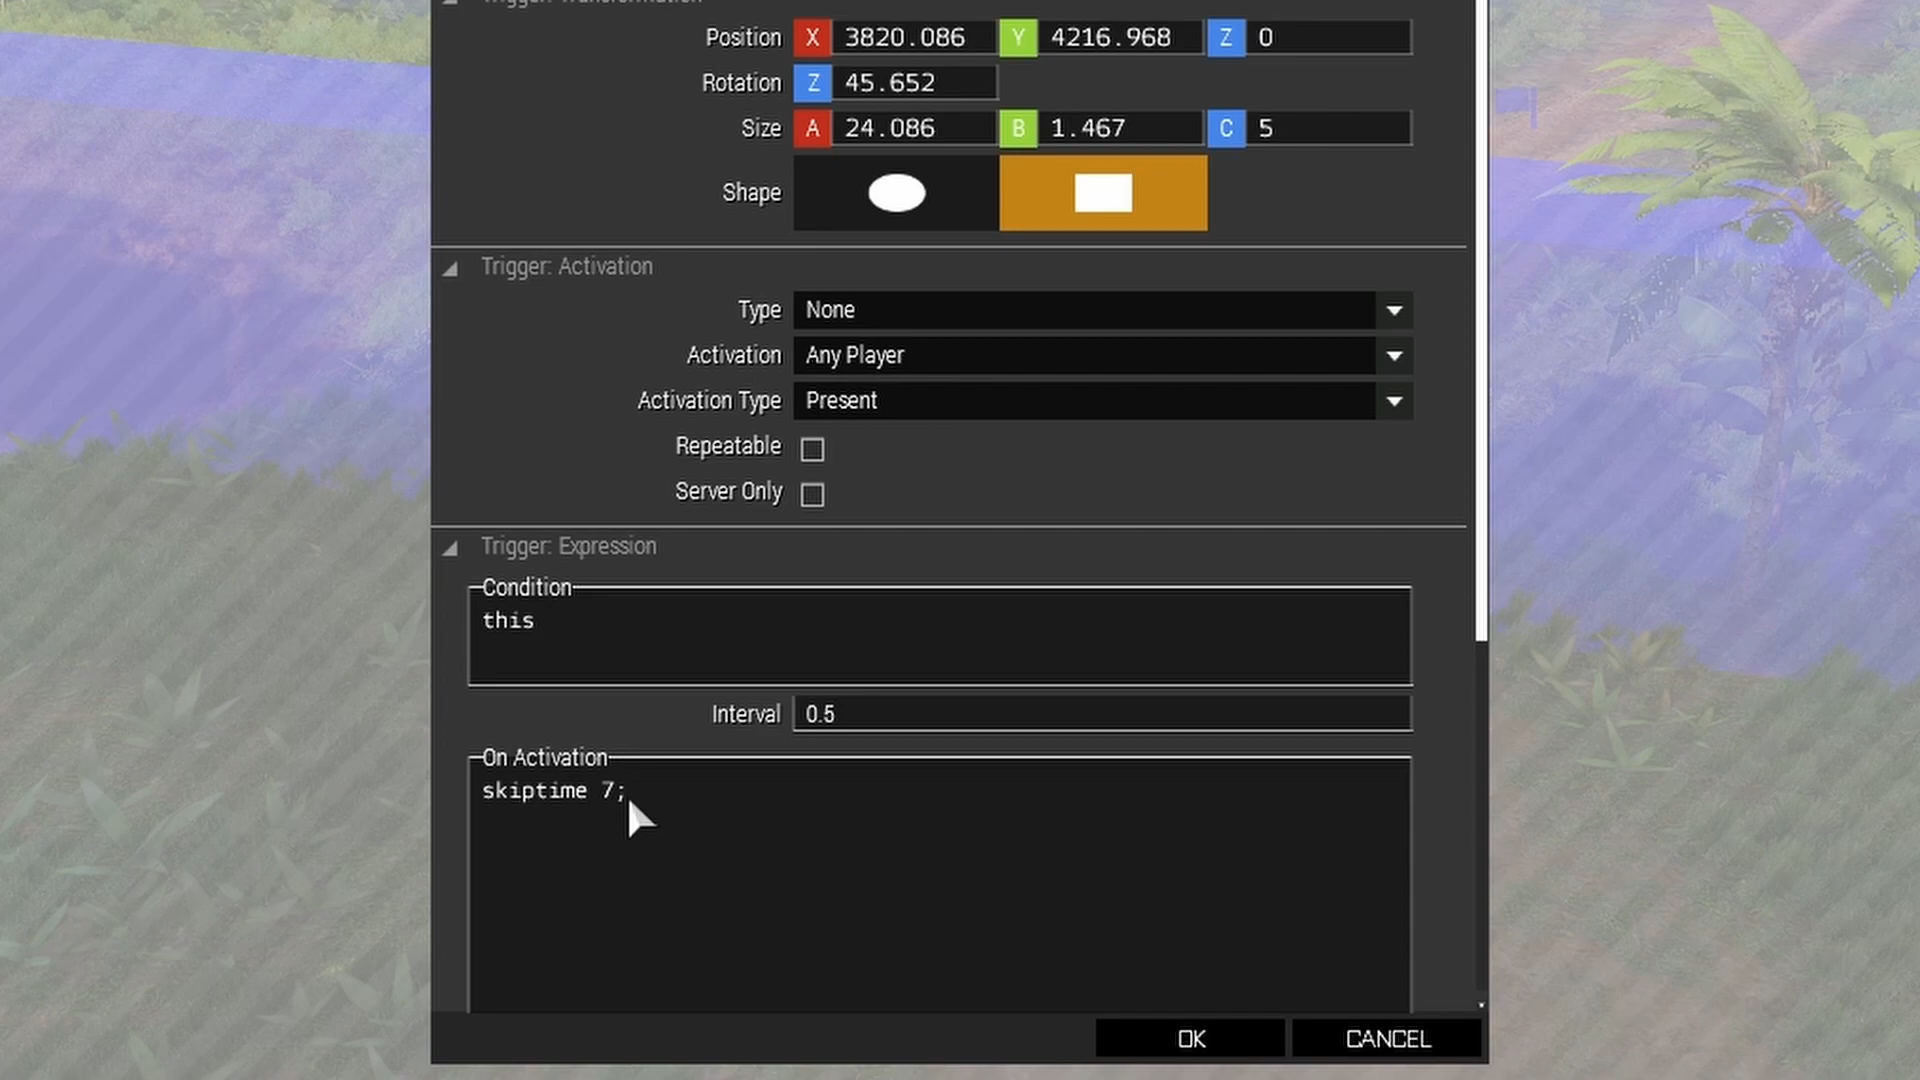 Trigger: Transformation
Position X 3820.086 Y 4216.968 Z 0
Rotation Z 45.652
Size A 24.086 B 1.467 C 5
Shape
Trigger: Activation
Type None
Activation Any Player
Activation Type Present
Repeatable
Server Only
Trigger: Expression
Condition
this
Interval 0.5
On Activation
skiptime 7;
OK CANCEL